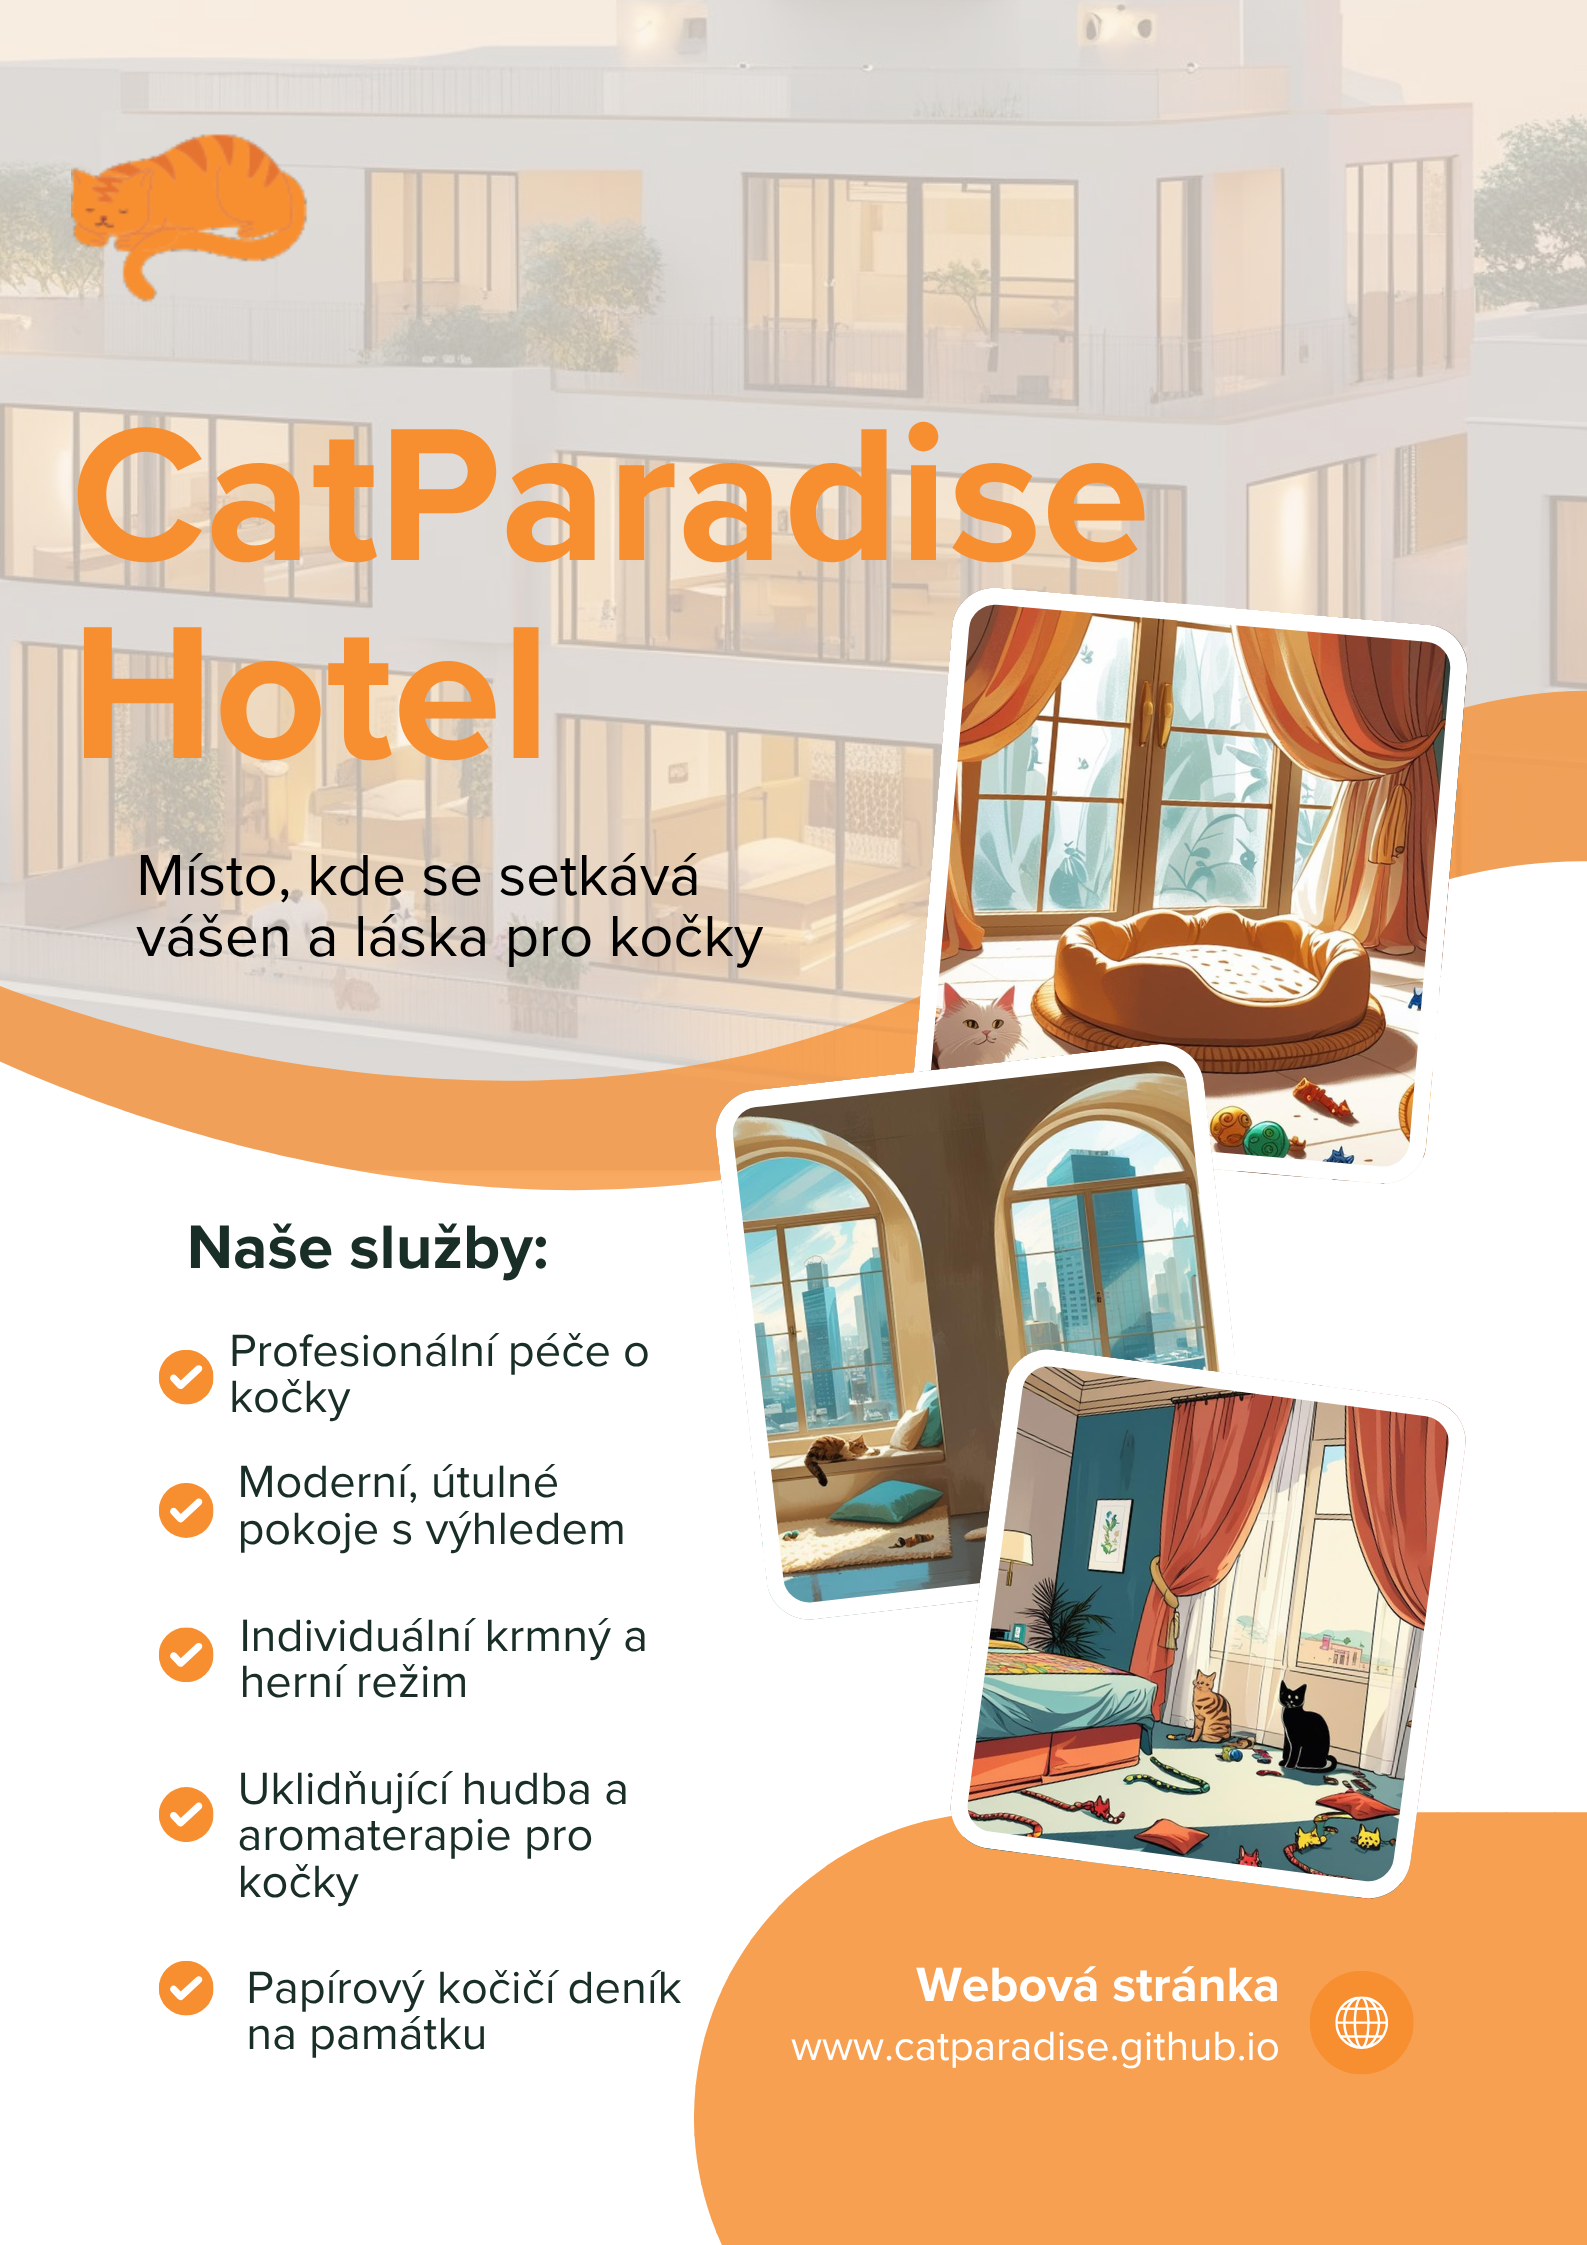 CatParadise
Hotel
Místo, kde se setkává
vášen a láska pro kočky
Naše služby:
Profesionální péče o
kočky
Moderní, útulné
pokoje s výhledem
Individuální krmný a
herní režim
Uklidňující hudba a
aromaterapie pro
kočky
Papírový kočičí deník
na památku
Webová stránka
www.catparadise.github.io